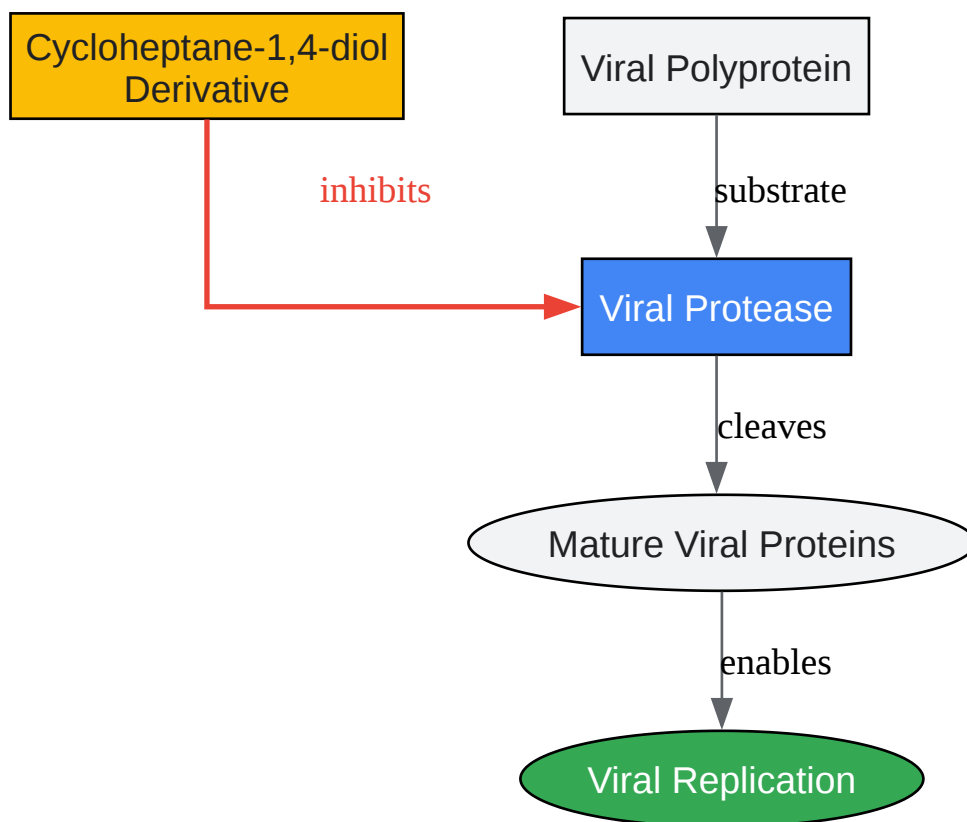 Cycloheptane-1,4-diol
Derivative
Viral Polyprotein
inhibits
substrate
Viral Protease
cleaves
Mature Viral Proteins
enables
Viral Replication